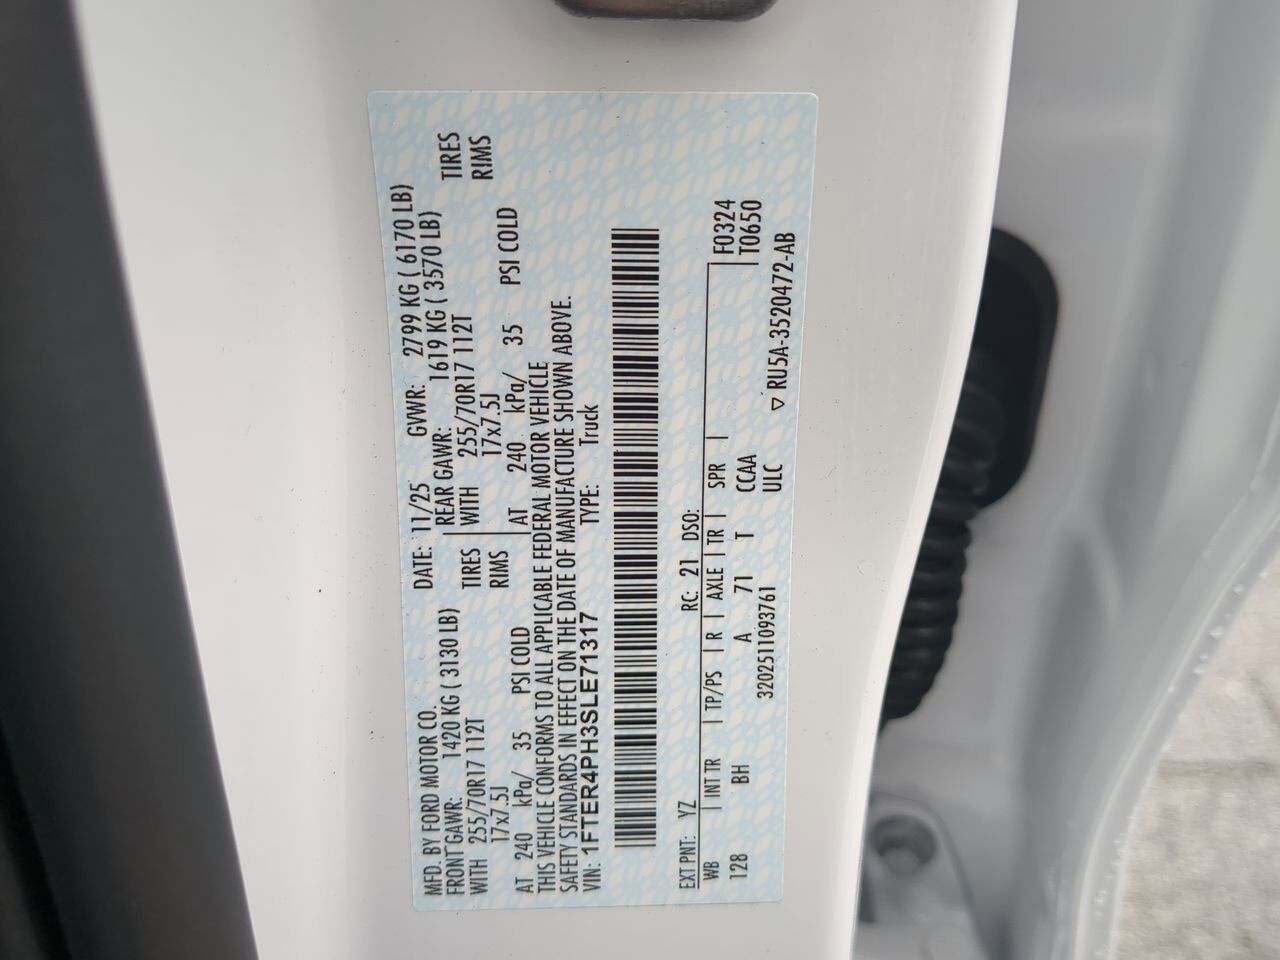 MFD. BY FORD MOTOR CO.
DATE: 11/25 GVWR: 2799 KG ( 6170 LB)
FRONT GAWR: 1420 KG ( 3130 LB)
REAR GAWR: 1619 KG ( 3570 LB)
WITH 255/70R17 112T TIRES
WITH 255/70R17 112T TIRES
17x7.5J RIMS
17x7.5J RIMS
AT 240 kPa/ 35 PSI COLD
AT 240 kPa/ 35 PSI COLD
THIS VEHICLE CONFORMS TO ALL APPLICABLE FEDERAL MOTOR VEHICLE
SAFETY STANDARDS IN EFFECT ON THE DATE OF MANUFACTURE SHOWN ABOVE.
VIN: 1FTER4PH3SLE71317 TYPE: Truck
EXT PNT: YZ RC: 21 DSO:
WB | INT TR | TP/PS | R | AXLE | TR | SPR | F0324
128 BH A 71 T CCAA T0650
320251109​3761 ULC ▽ RU5A-3520472-AB